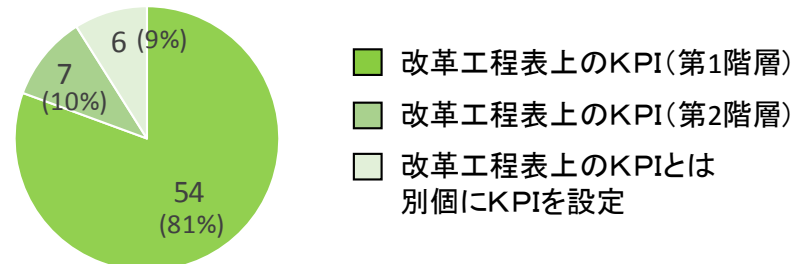 6 (9%)
7
(10%)
54
(81%)
改革工程表上のKPI(第1階層)
改革工程表上のKPI(第2階層)
改革工程表上のKPIとは
別個にKPIを設定